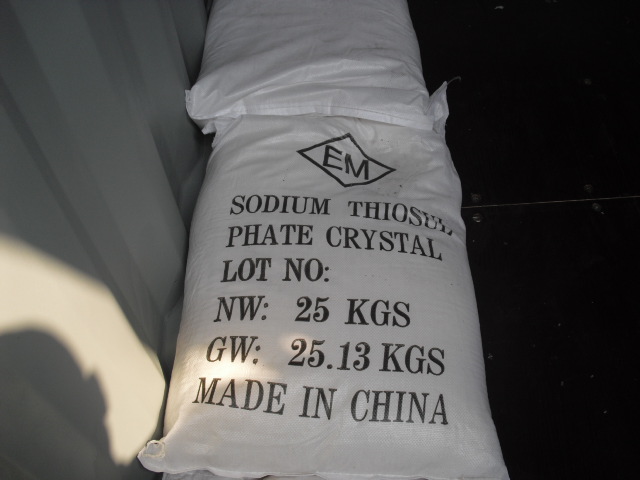 EM
SODIUM THIOSUL
PHATE CRYSTAL
LOT NO:
NW: 25 KGS
GW: 25.13 KGS
MADE IN CHINA